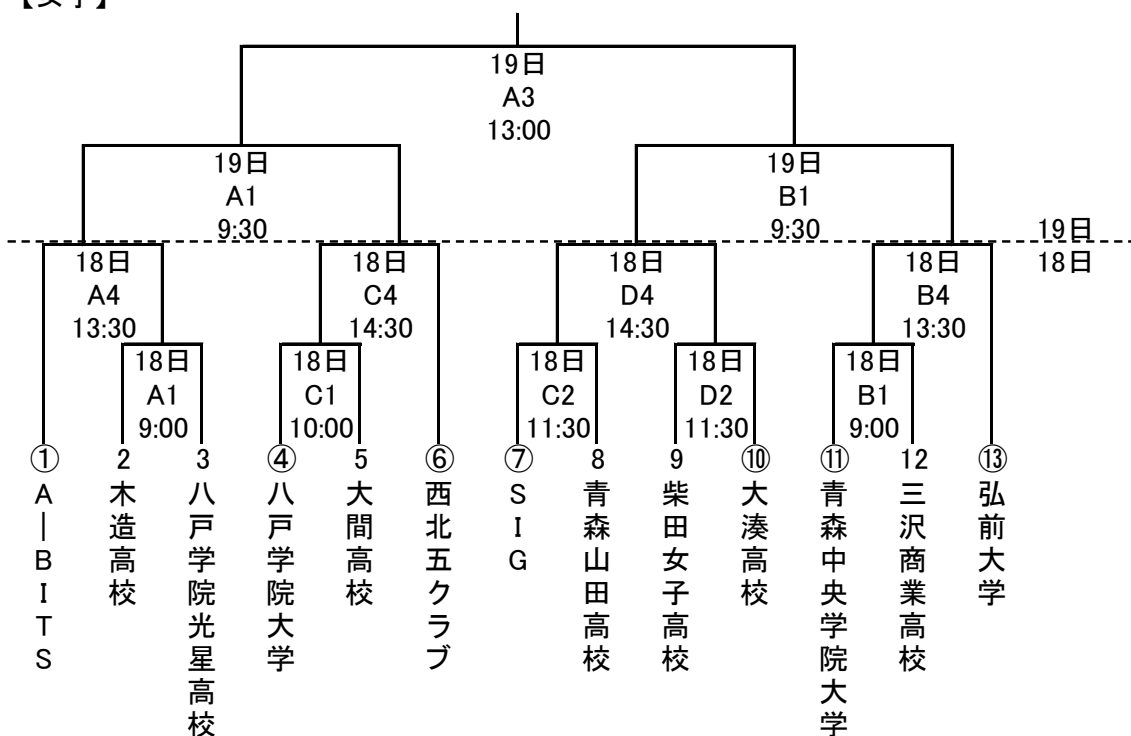 【女子】
19日
A3
13:00
19日
A1
9:30
19日
B1
9:30
19日
18日
18日
A4
13:30
18日
C4
14:30
18日
D4
14:30
18日
B4
13:30
18日
A1
9:00
18日
C1
10:00
18日
C2
11:30
18日
D2
11:30
18日
B1
9:00
① A―BITS
2 木造高校
3 八戸学院光星高校
④ 八戸学院大学
5 大間高校
⑥ 西北五クラブ
⑦ SIG
8 青森山田高校
9 柴田女子高校
⑩ 大湊高校
⑪ 青森中央学院大学
12 三沢商業高校
⑬ 弘前大学